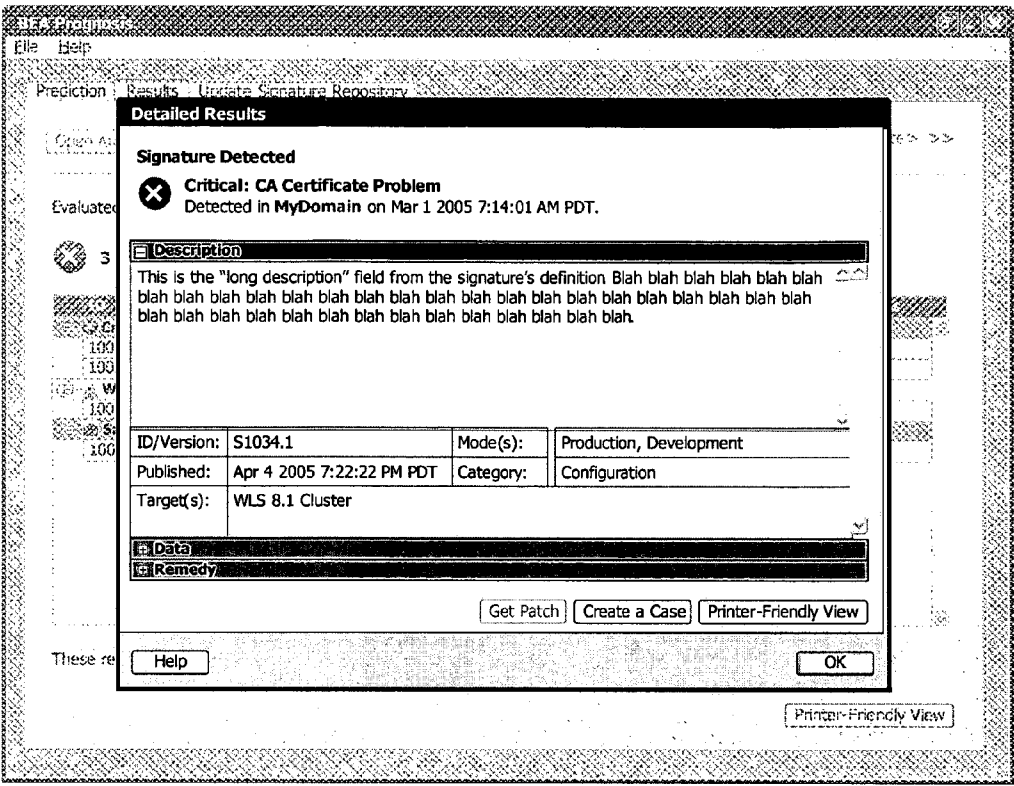 BEA Prognosis
File Help
Prediction Results Update Signature Repository
Detailed Results
Open
>>
Signature Detected
Critical: CA Certificate Problem
Detected in MyDomain on Mar 1 2005 7:14:01 AM PDT.
Evaluated
3
Description
This is the "long description" field from the signature's definition Blah blah blah blah blah blah
blah blah blah blah blah blah blah blah blah blah blah blah blah blah blah blah blah blah blah
blah blah blah blah blah blah blah blah blah blah blah blah blah blah.
100
100
W
100
100
ID/Version: S1034.1 Mode(s): Production, Development
Published: Apr 4 2005 7:22:22 PM PDT Category: Configuration
Target(s): WLS 8.1 Cluster
Data
Remedy
Get Patch Create a Case Printer-Friendly View
These re
Help OK
Printer-Friendly View